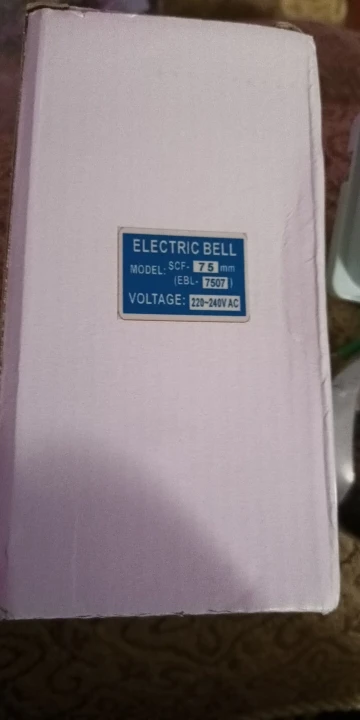 ELECTRIC BELL
MODEL: SCF- 75 mm
(EBL- 7507)
VOLTAGE: 220~240V AC